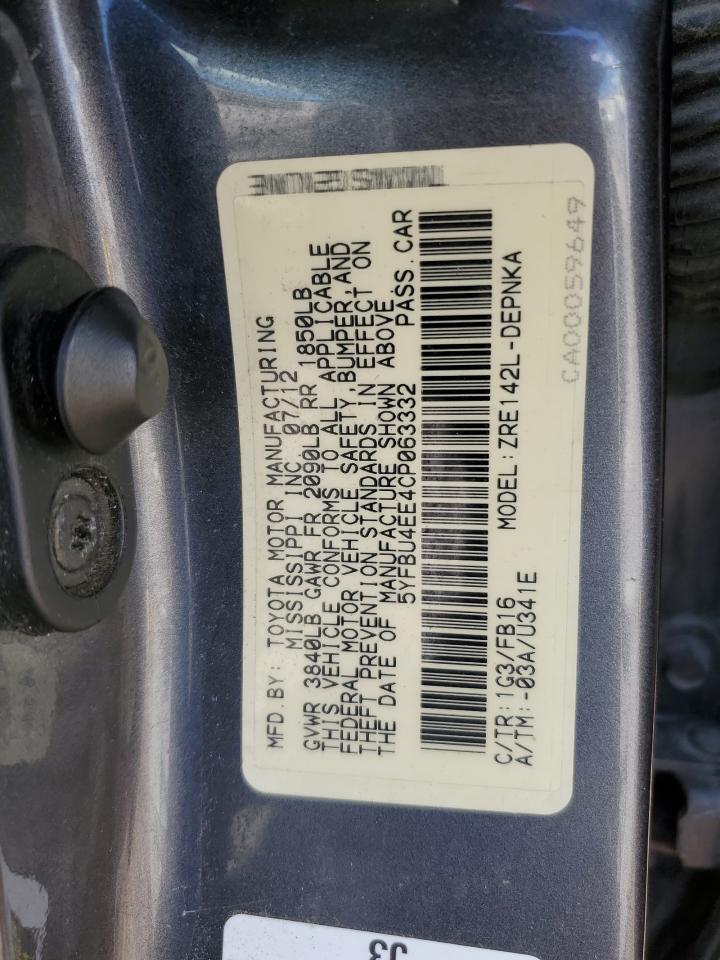 MFD.BY: TOYOTA MOTOR MANUFACTURING
MISSISSIPPI INC 07/12
GVWR 3840LB GAWR FR 2090LB RR 1850LB
THIS VEHICLE CONFORMS TO ALL APPLICABLE
FEDERAL MOTOR VEHICLE SAFETY,BUMPER,AND
THEFT PREVENTION STANDARDS IN EFFECT ON
THE DATE OF MANUFACTURE SHOWN ABOVE
5YFBU4EE4CP063332 PASS.CAR
C/TR:1G3/FB16 MODEL:ZRE142L-DEPNKA
A/TM:-03A/U341E
CA00059649
J3